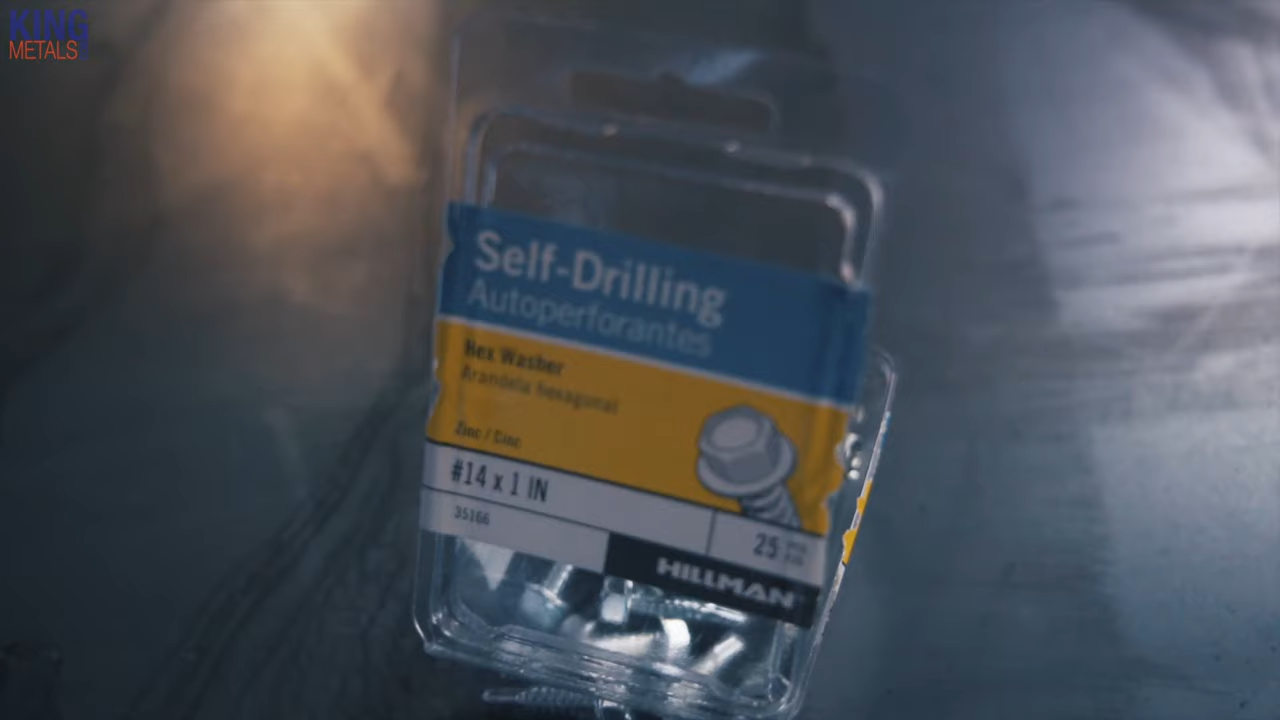 KING
METALS
Self-Drilling
Autoperforantes
Hex Washer
Arandela hexagonal
Zinc / Cinc
#14 x 1 IN
35166
25
HILLMAN